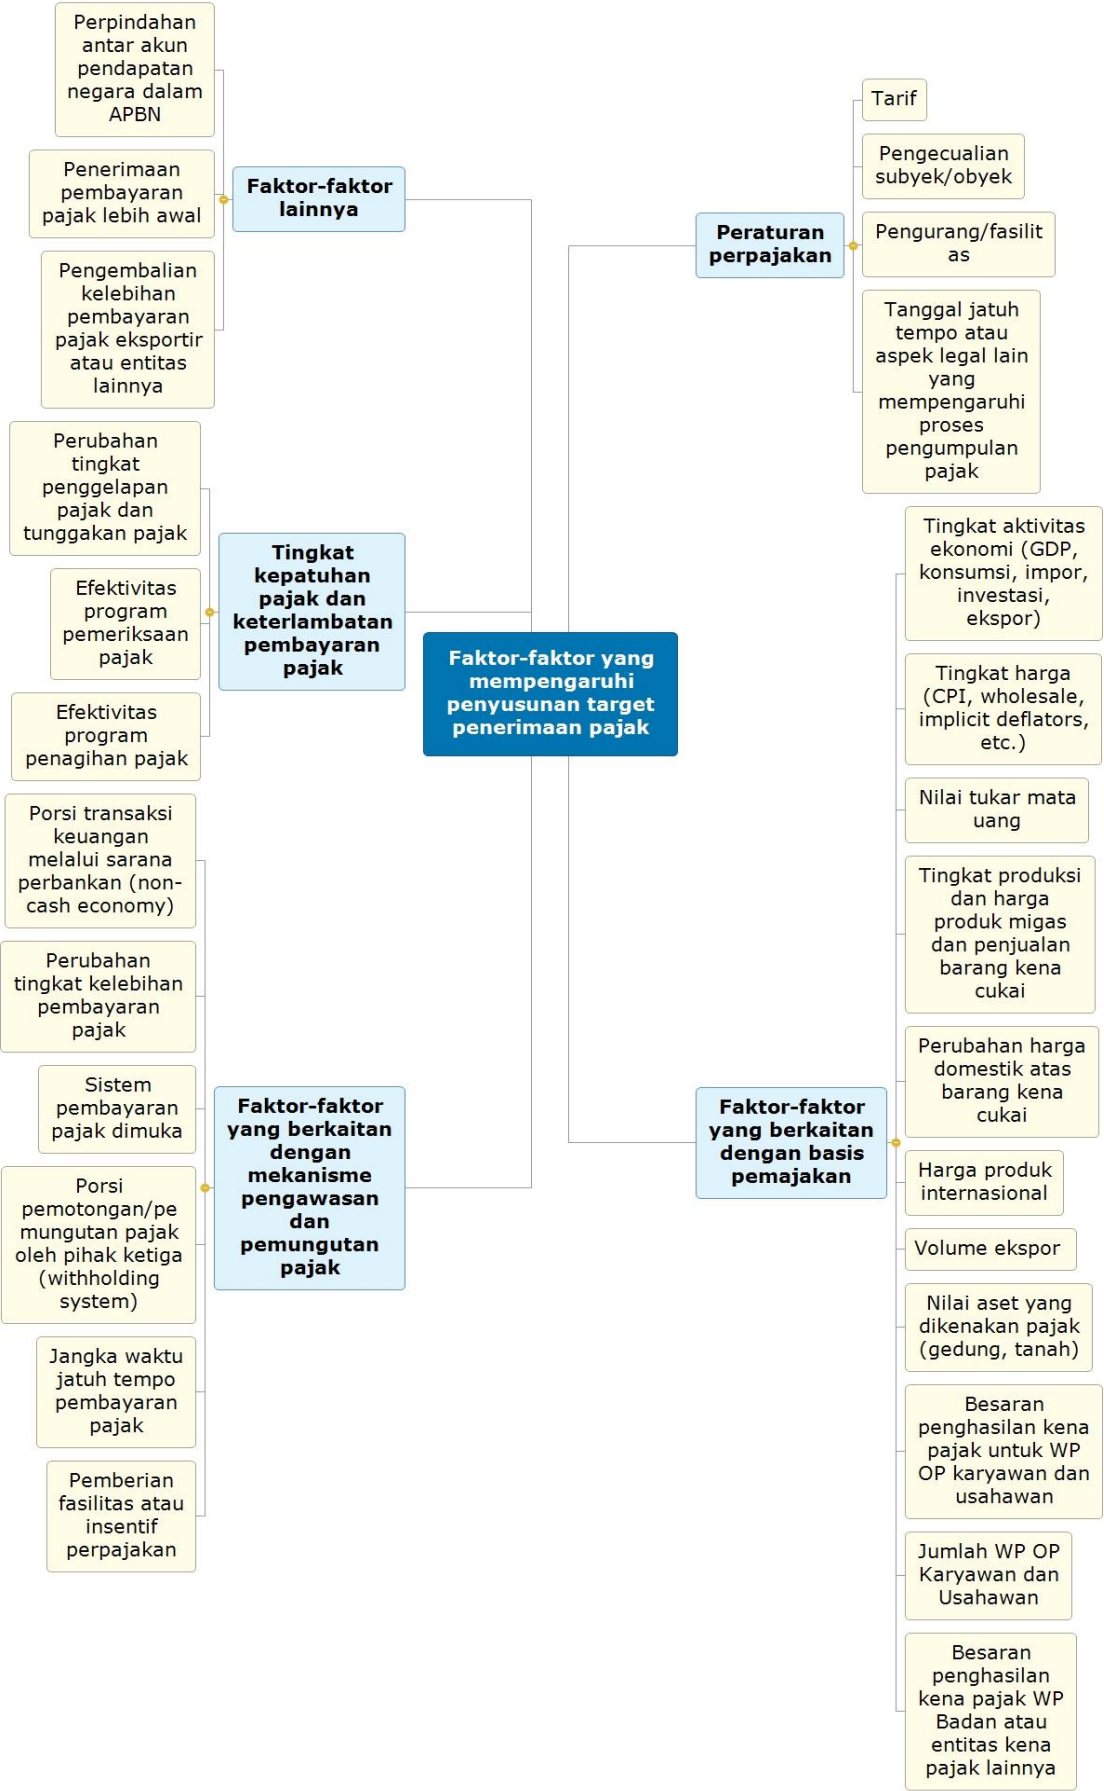 Faktor-faktor yang
mempengaruhi
penyusunan target
penerimaan pajak
Peraturan
perpajakan
Tarif
Pengecualian
subyek/obyek
Pengurang/fasilit
as
Tanggal jatuh
tempo atau
aspek legal lain
yang
mempengaruhi
proses
pengumpulan
pajak
Faktor-faktor
yang berkaitan
dengan basis
pemajakan
Tingkat aktivitas
ekonomi (GDP,
konsumsi, impor,
investasi,
ekspor)
Tingkat harga
(CPI, wholesale,
implicit deflators,
etc.)
Nilai tukar mata
uang
Tingkat produksi
dan harga
produk migas
dan penjualan
barang kena
cukai
Perubahan harga
domestik atas
barang kena
cukai
Harga produk
internasional
Volume ekspor
Nilai aset yang
dikenakan pajak
(gedung, tanah)
Besaran
penghasilan kena
pajak untuk WP
OP karyawan dan
usahawan
Jumlah WP OP
Karyawan dan
Usahawan
Besaran
penghasilan
kena pajak WP
Badan atau
entitas kena
pajak lainnya
Faktor-faktor
lainnya
Perpindahan
antar akun
pendapatan
negara dalam
APBN
Penerimaan
pembayaran
pajak lebih awal
Pengembalian
kelebihan
pembayaran
pajak eksportir
atau entitas
lainnya
Tingkat
kepatuhan
pajak dan
keterlambatan
pembayaran
pajak
Perubahan
tingkat
penggelapan
pajak dan
tunggakan pajak
Efektivitas
program
pemeriksaan
pajak
Efektivitas
program
penagihan pajak
Faktor-faktor
yang berkaitan
dengan
mekanisme
pengawasan
dan
pemungutan
pajak
Porsi transaksi
keuangan
melalui sarana
perbankan (non-
cash economy)
Perubahan
tingkat kelebihan
pembayaran
pajak
Sistem
pembayaran
pajak dimuka
Porsi
pemotongan/pe
mungutan pajak
oleh pihak ketiga
(withholding
system)
Jangka waktu
jatuh tempo
pembayaran
pajak
Pemberian
fasilitas atau
insentif
perpajakan